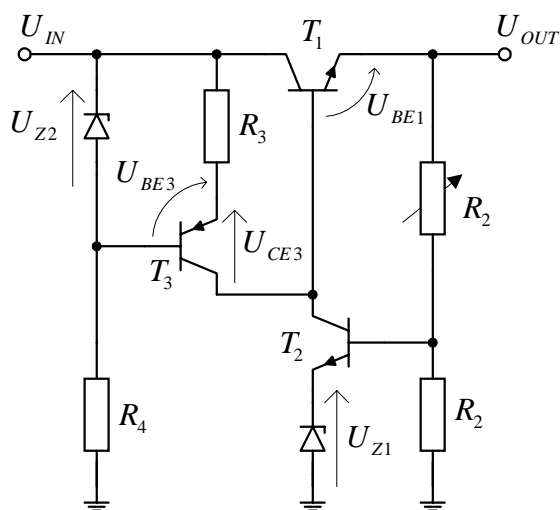 U_IN
T_1
U_OUT
U_Z2
R_3
U_BE1
U_BE3
R_2
U_CE3
T_3
T_2
R_4
U_Z1
R_2